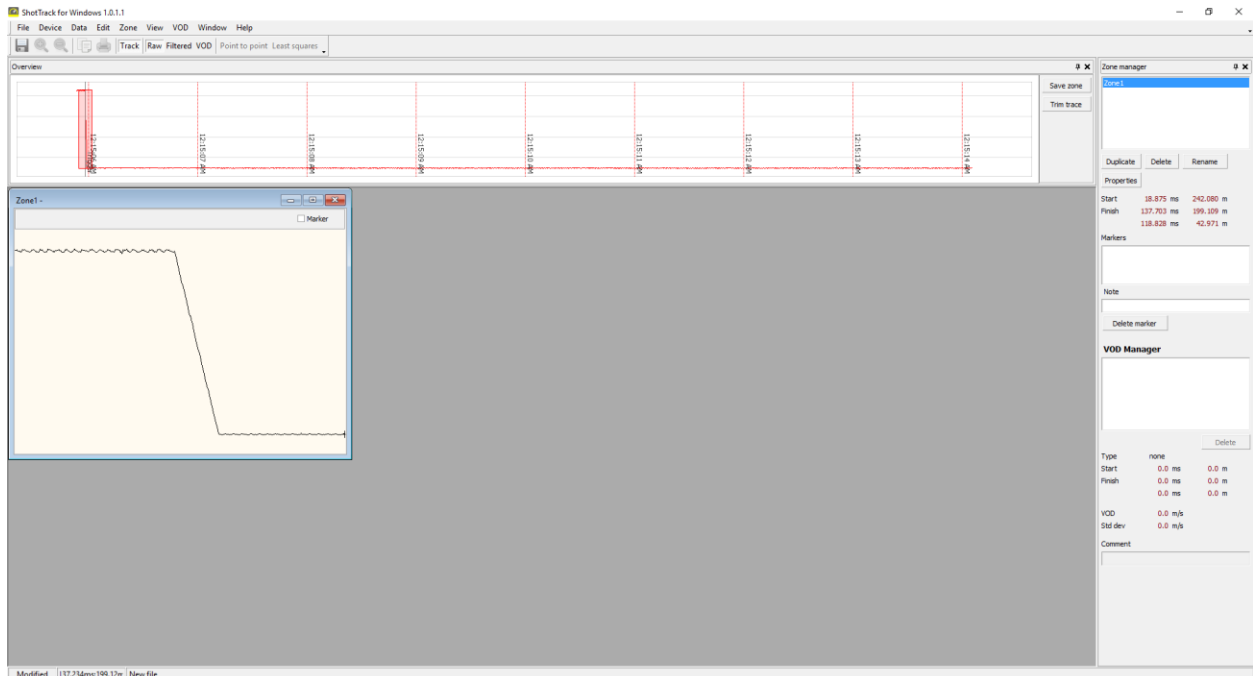 ShotTrack for Windows 1.0.1.1
File Device Data Edit Zone View VOD Window Help
Track Raw Filtered VOD Point to point Least squares
Overview
Zone manager
Save zone
Trim trace
12:15:06 AM
12:15:07 AM
12:15:08 AM
12:15:09 AM
12:15:10 AM
12:15:11 AM
12:15:12 AM
12:15:13 AM
12:15:14 AM
Zone1
Duplicate Delete Rename
Properties
Start 18.875 ms 242.080 m
Finish 137.703 ms 199.109 m
118.828 ms 42.971 m
Markers
Note
Delete marker
VOD Manager
Delete
Type none
Start 0.0 ms 0.0 m
Finish 0.0 ms 0.0 m
0.0 ms 0.0 m
VOD 0.0 m/s
Std dev 0.0 m/s
Comment
Zone1 -
Marker
Modified 137.234ms:199.12m New file